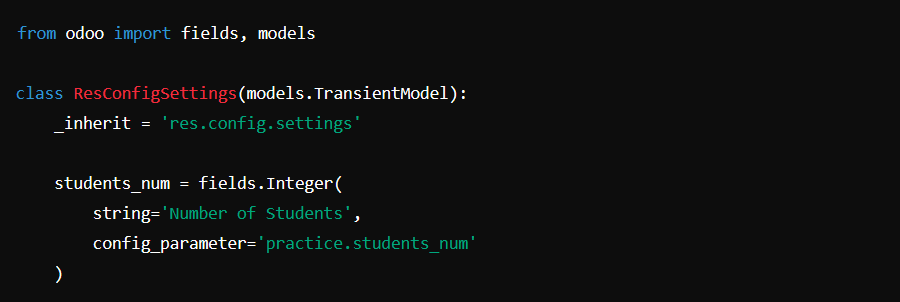 from odoo import fields, models
class ResConfigSettings(models.TransientModel):
    _inherit = 'res.config.settings'
    students_num = fields.Integer(
        string='Number of Students',
        config_parameter='practice.students_num'
    )